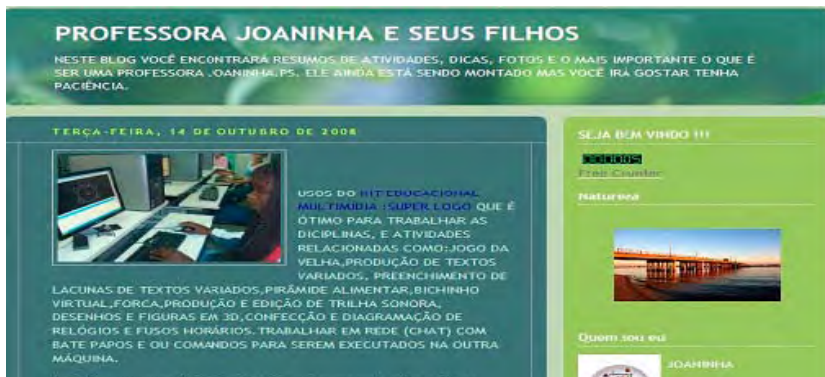 PROFESSORA JOANINHA E SEUS FILHOS
NESTE BLOG VOCÊ ENCONTRARÁ RESUMOS DE ATIVIDADES, DICAS, FOTOS E O MAIS IMPORTANTE O QUE É
SER UMA PROFESSORA JOANINHA.PS. ELE AINDA ESTÁ SENDO MONTADO MAS VOCÊ IRÁ GOSTAR TENHA
PACIÊNCIA.
TERÇA-FEIRA, 14 DE OUTUBRO DE 2008
USOS DO KIT EDUCACIONAL
MULTIMÍDIA :SUPER LOGO QUE É
ÓTIMO PARA TRABALHAR AS
DICIPLINAS, E ATIVIDADES
RELACIONADAS COMO:JOGO DA
VELHA,PRODUÇÃO DE TEXTOS
VARIADOS, PREENCHIMENTO DE
LACUNAS DE TEXTOS VARIADOS,PIRÂMIDE ALIMENTAR,BICHINHO
VIRTUAL,FORCA,PRODUÇÃO E EDIÇÃO DE TRILHA SONORA,
DESENHOS E FIGURAS EM 3D,CONFECÇÃO E DIAGRAMAÇÃO DE
RELÓGIOS E FUSOS HORÁRIOS.TRABALHAR EM REDE (CHAT) COM
BATE PAPOS E OU COMANDOS PARA SEREM EXECUTADOS NA OUTRA
MÁQUINA.
SEJA BEM VINDO !!!
Free Counter
Natureza
Quem sou eu
JOANINHA